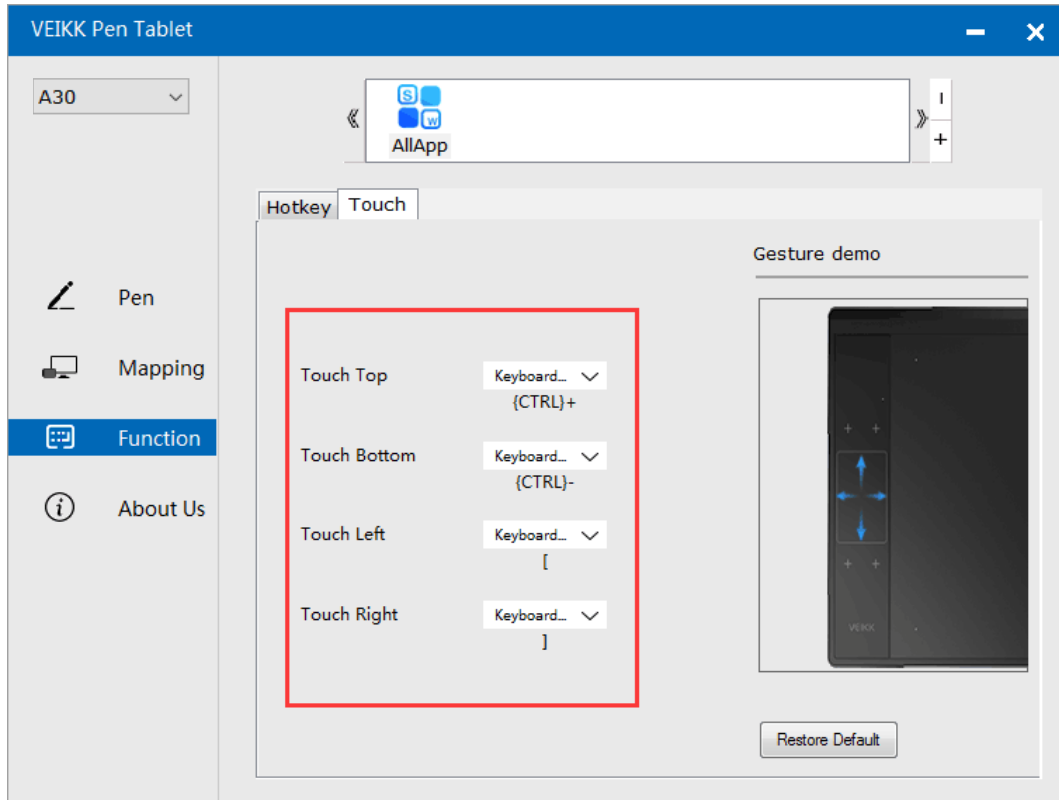 VEIKK Pen Tablet
A30
AllApp
Hotkey
Touch
Gesture demo
Pen
Mapping
Function
About Us
Touch Top
Keyboard...
{CTRL}+
Touch Bottom
Keyboard...
{CTRL}-
Touch Left
Keyboard...
[
Touch Right
Keyboard...
]
VEIKK
Restore Default